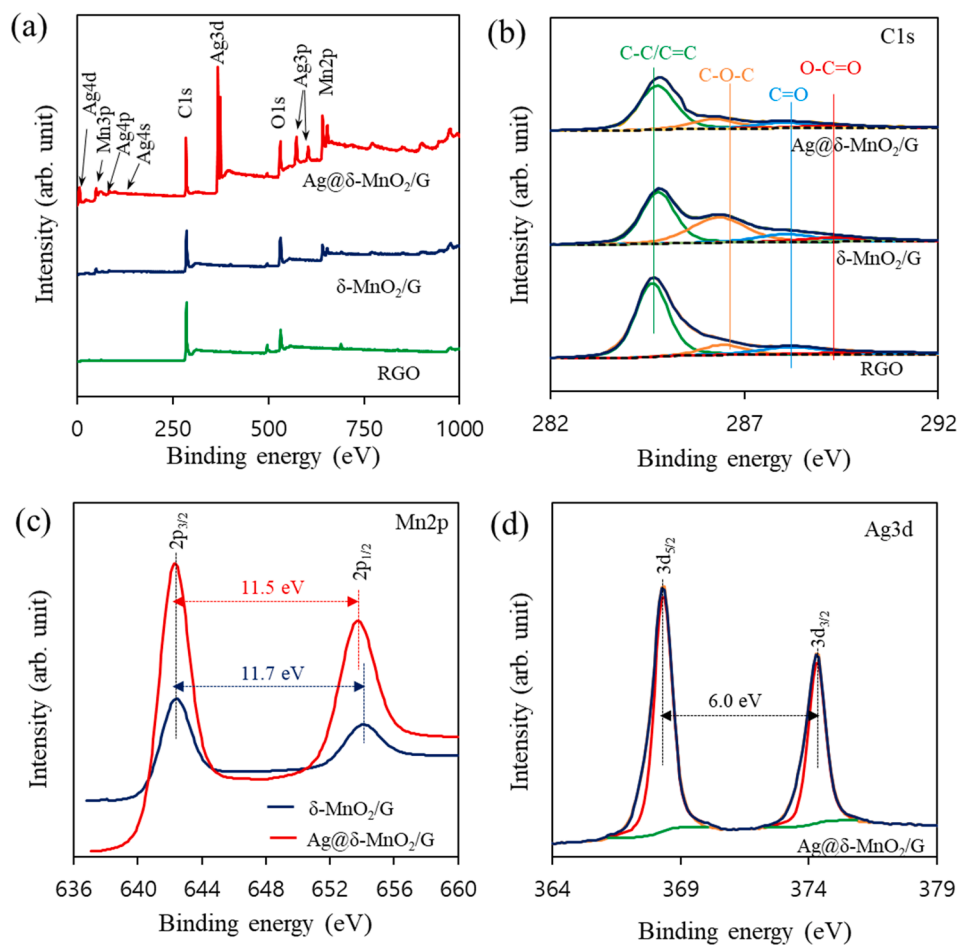 (a)
Intensity (arb. unit)
Ag4d
Mn3p
Ag4p
Ag4s
C1s
Ag3d
O1s
Ag3p
Mn2p
Ag@δ-MnO₂/G
δ-MnO₂/G
RGO
0
250
500
750
1000
Binding energy (eV)
(b)
C1s
Intensity (arb. unit)
C-C/C=C
C-O-C
C=O
O-C=O
Ag@δ-MnO₂/G
δ-MnO₂/G
RGO
282
287
292
Binding energy (eV)
(c)
Mn2p
Intensity (arb. unit)
2p3/2
2p1/2
11.5 eV
11.7 eV
δ-MnO₂/G
Ag@δ-MnO₂/G
636
640
644
648
652
656
660
Binding energy (eV)
(d)
Ag3d
Intensity (arb. unit)
3d5/2
3d3/2
6.0 eV
Ag@δ-MnO₂/G
364
369
374
379
Binding energy (eV)